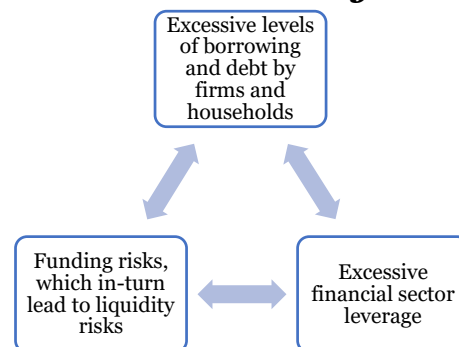 Excessive levels
of borrowing
and debt by
firms and
households
Funding risks,
which in-turn
lead to liquidity
risks
Excessive
financial sector
leverage